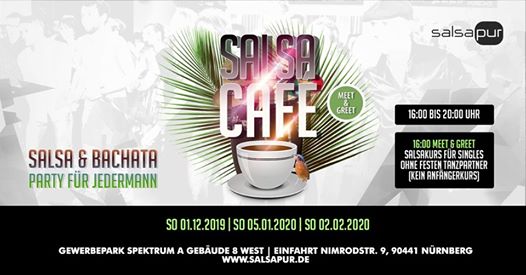 salsapur
SALSA
CAFE
MEET
&
GREET
16:00 BIS 20:00 UHR
16:00 MEET & GREET
SALSAKURS FÜR SINGLES
OHNE FESTEN TANZPARTNER
(KEIN ANFÄNGERKURS)
SALSA & BACHATA
PARTY FÜR JEDERMANN
SO 01.12.2019 | SO 05.01.2020 | SO 02.02.2020
GEWERBEPARK SPEKTRUM A GEBÄUDE 8 WEST | EINFAHRT NIMRODSTR. 9, 90441 NÜRNBERG
WWW.SALSAPUR.DE